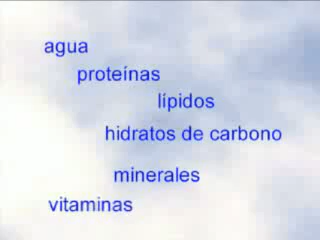 agua
proteínas
lípidos
hidratos de carbono
minerales
vitaminas